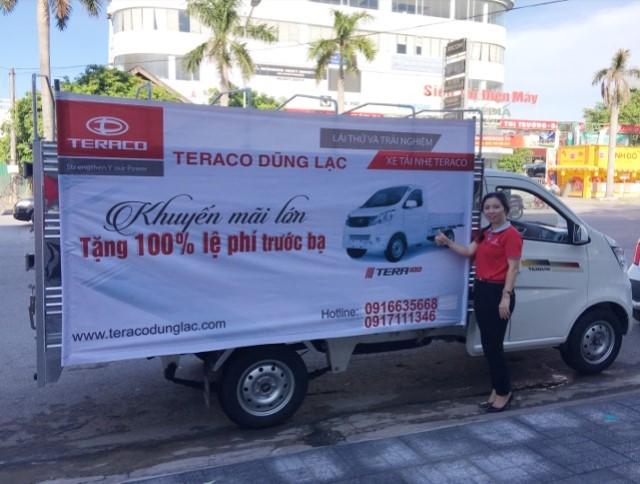 TERACO
Strengthen Your Power
TERACO DŨNG LẠC
LÁI THỬ VÀ TRẢI NGHIỆM
XE TẢI NHẸ TERACO
Khuyến mãi lớn
Tặng 100% lệ phí trước bạ
TERA100
Hotline: 0916635668
0917111346
www.teracodunglac.com
Siêu Thị Điện Máy